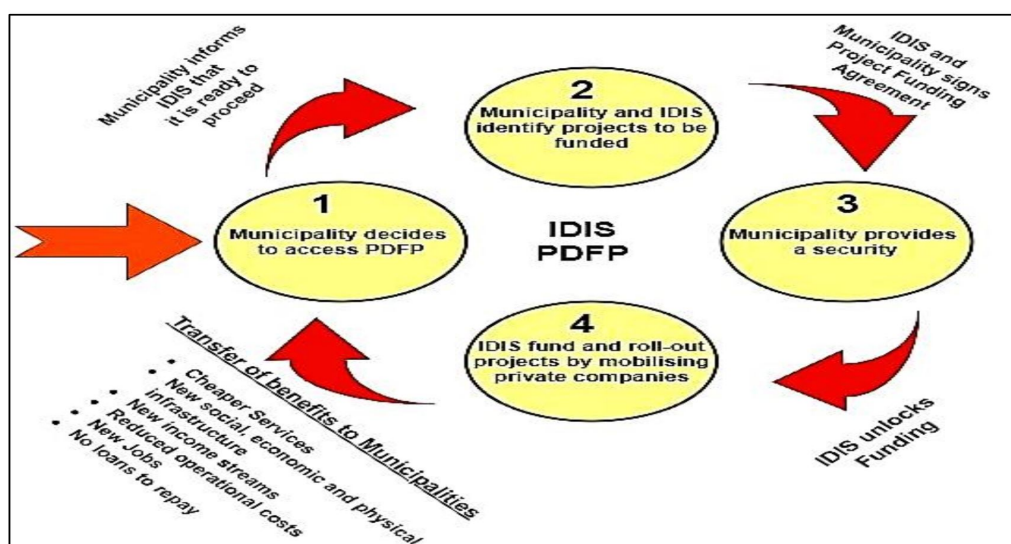 Municipality informs
IDIS that
it is ready to
proceed
1
Municipality decides
to access PDFP
2
Municipality and IDIS
identify projects to be
funded
IDIS and
Municipality signs
Project Funding
Agreement
3
Municipality provides
a security
IDIS
PDFP
IDIS unlocks
Funding
4
IDIS fund and roll-out
projects by mobilising
private companies
Transfer of benefits to Municipalities
• Cheaper Services
• New social, economic and physical
infrastructure
• New income streams
• Reduced operational costs
• New Jobs
• No loans to repay